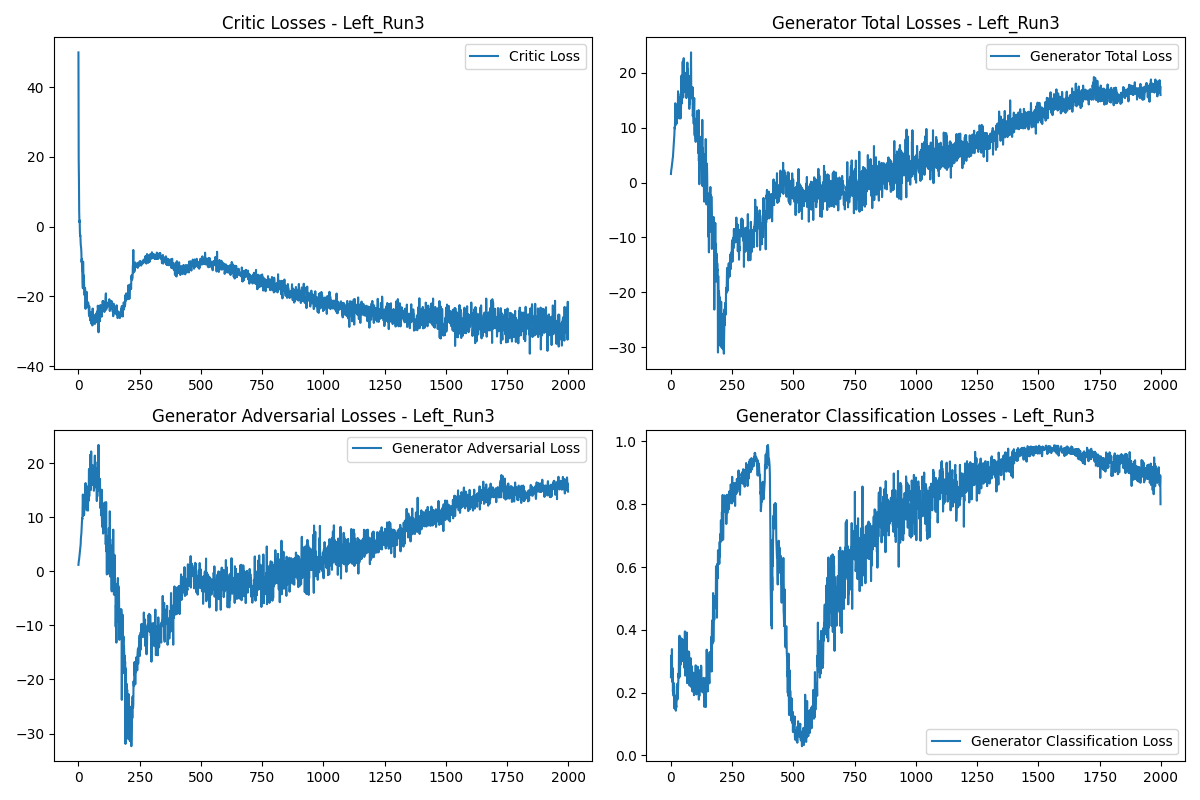 Critic Losses - Left_Run3
Critic Loss
40
20
0
−20
−40
0 250 500 750 1000 1250 1500 1750 2000
Generator Total Losses - Left_Run3
Generator Total Loss
20
10
0
−10
−20
−30
0 250 500 750 1000 1250 1500 1750 2000
Generator Adversarial Losses - Left_Run3
Generator Adversarial Loss
20
10
0
−10
−20
−30
0 250 500 750 1000 1250 1500 1750 2000
Generator Classification Losses - Left_Run3
1.0
0.8
0.6
0.4
0.2
0.0
Generator Classification Loss
0 250 500 750 1000 1250 1500 1750 2000